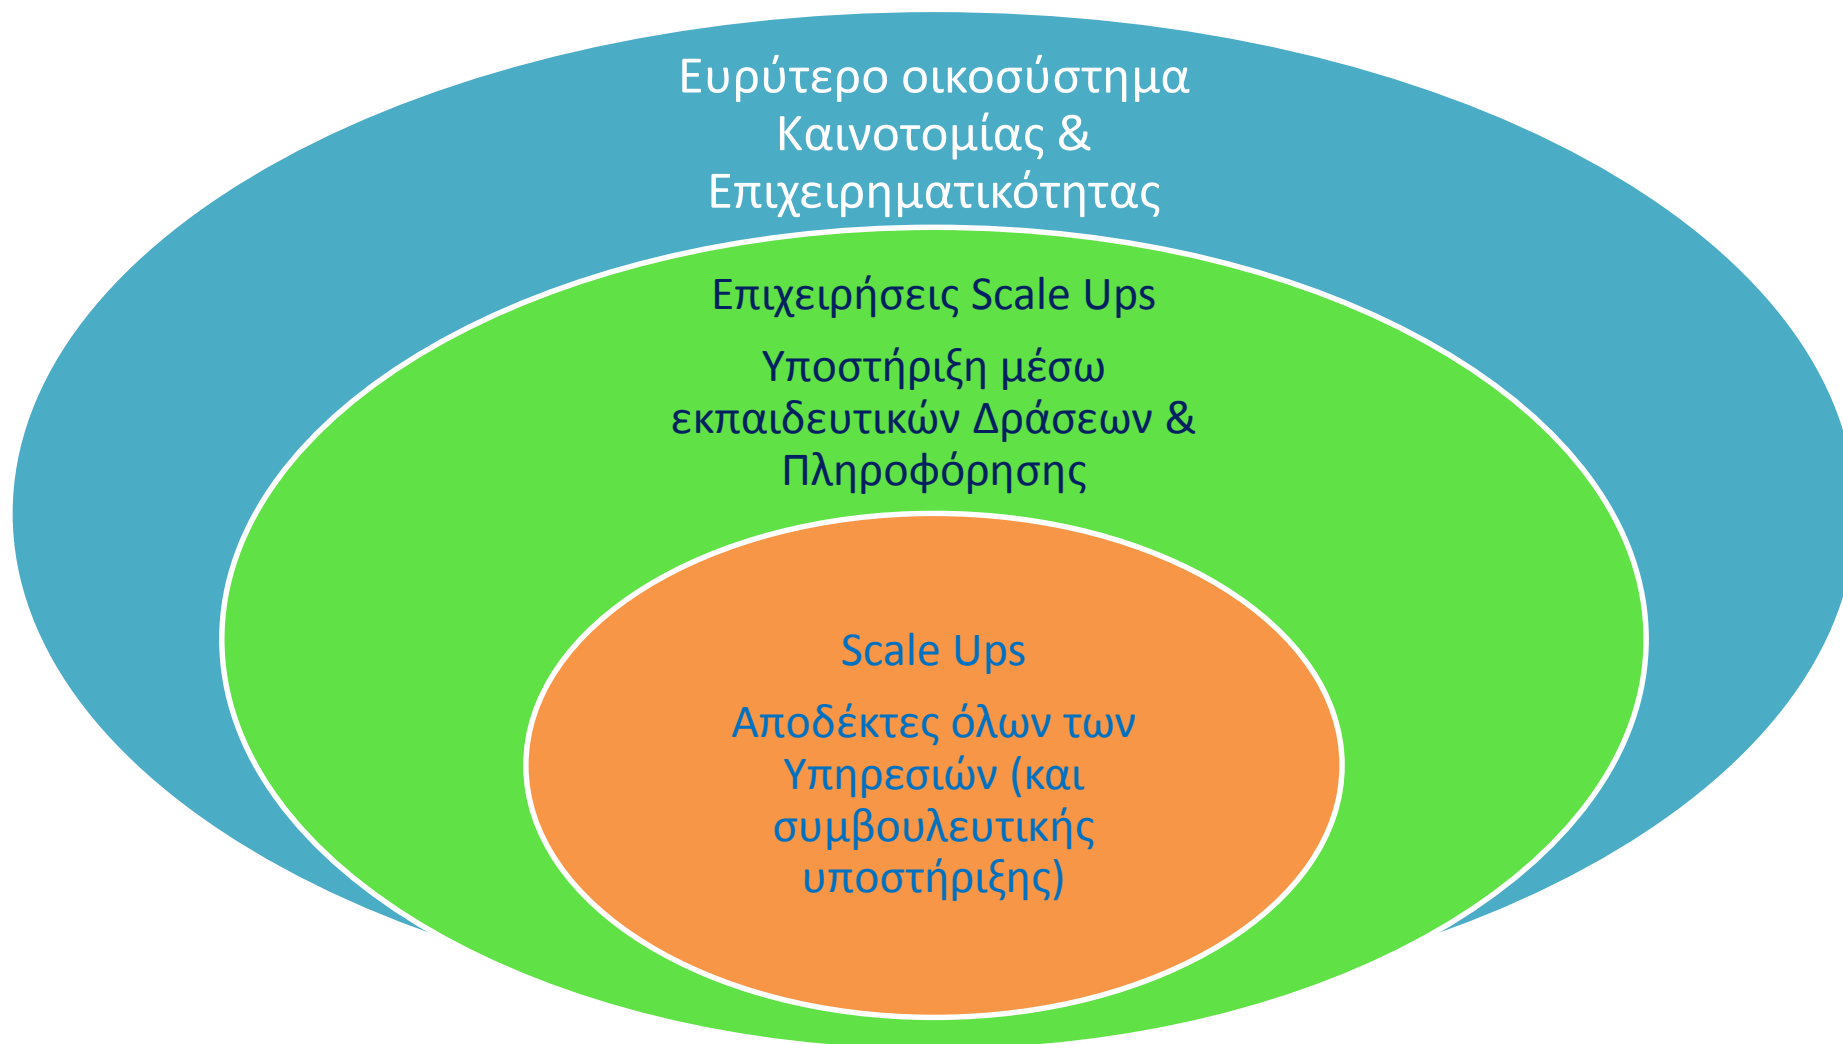 Ευρύτερο οικοσύστημα
Καινοτομίας &
Επιχειρηματικότητας
Επιχειρήσεις Scale Ups
Υποστήριξη μέσω
εκπαιδευτικών Δράσεων &
Πληροφόρησης
Scale Ups
Αποδέκτες όλων των
Υπηρεσιών (και
συμβουλευτικής
υποστήριξης)